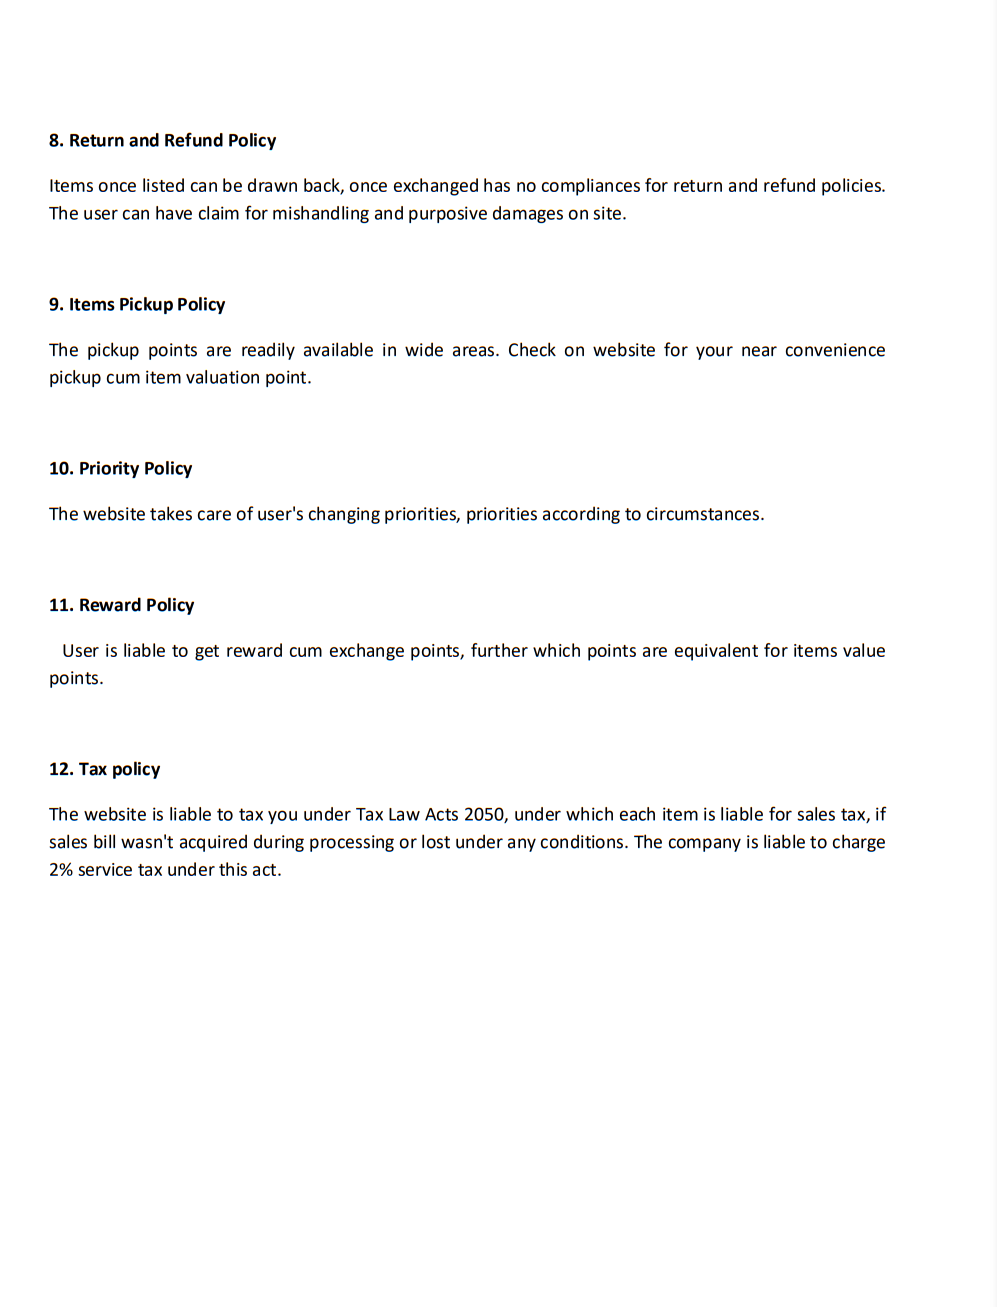 8. Return and Refund Policy
Items once listed can be drawn back, once exchanged has no compliances for return and refund policies.
The user can have claim for mishandling and purposive damages on site.
9. Items Pickup Policy
The pickup points are readily available in wide areas. Check on website for your near convenience
pickup cum item valuation point.
10. Priority Policy
The website takes care of user's changing priorities, priorities according to circumstances.
11. Reward Policy
User is liable to get reward cum exchange points, further which points are equivalent for items value
points.
12. Tax policy
The website is liable to tax you under Tax Law Acts 2050, under which each item is liable for sales tax, if
sales bill wasn't acquired during processing or lost under any conditions. The company is liable to charge
2% service tax under this act.